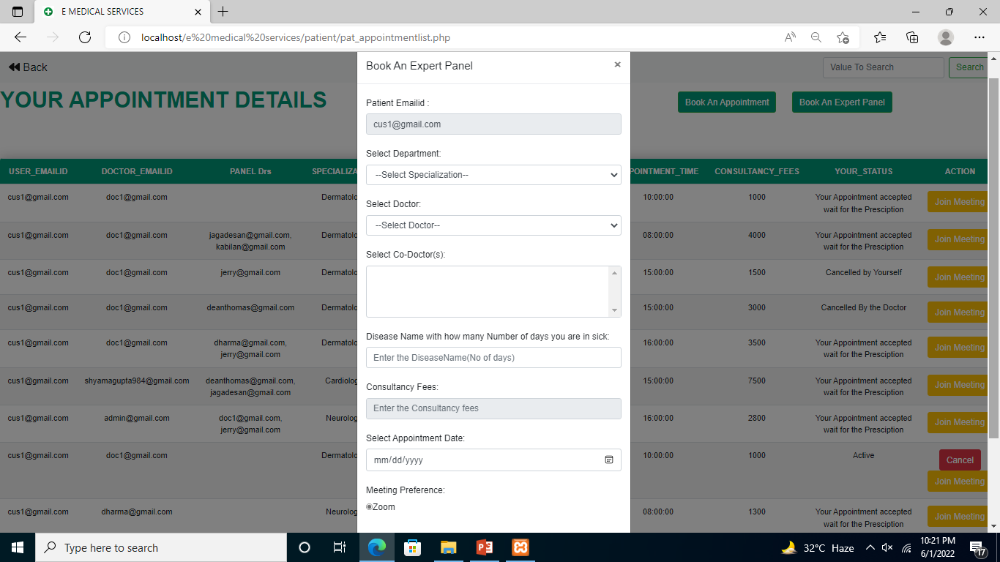 E MEDICAL SERVICES
localhost/e%20medical%20services/patient/pat_appointmentlist.php
Back
Value To Search
Search
YOUR APPOINTMENT DETAILS
Book An Appointment
Book An Expert Panel
USER_EMAILID DOCTOR_EMAILID PANEL Drs SPECIALIZA POINTMENT_TIME CONSULTANCY_FEES YOUR_STATUS ACTION
cus1@gmail.com doc1@gmail.com Dermatolo 10:00:00 1000 Your Appointment accepted Join Meeting
wait for the Presciption
cus1@gmail.com doc1@gmail.com jagadesan@gmail.com, Dermatolo 08:00:00 4000 Your Appointment accepted Join Meeting
kabilan@gmail.com wait for the Presciption
cus1@gmail.com doc1@gmail.com jerry@gmail.com Dermatolo 15:00:00 1500 Cancelled by Yourself Join Meeting
cus1@gmail.com doc1@gmail.com deanthomas@gmail.com Dermatolo 15:00:00 3000 Cancelled By the Doctor Join Meeting
cus1@gmail.com doc1@gmail.com dharma@gmail.com, Dermatolo 16:00:00 3500 Your Appointment accepted Join Meeting
jerry@gmail.com wait for the Presciption
cus1@gmail.com shyamagupta984@gmail.com deanthomas@gmail.com, Cardiolog 15:00:00 7500 Your Appointment accepted Join Meeting
jagadesan@gmail.com wait for the Presciption
cus1@gmail.com admin@gmail.com doc1@gmail.com, Neurolog 16:00:00 2800 Your Appointment accepted Join Meeting
jerry@gmail.com wait for the Presciption
cus1@gmail.com doc1@gmail.com Dermatolo 10:00:00 1000 Active Cancel
Join Meeting
cus1@gmail.com dharma@gmail.com Neurolog 08:00:00 1300 Your Appointment accepted Join Meeting
wait for the Presciption
Book An Expert Panel ×
Patient Emailid :
cus1@gmail.com
Select Department:
--Select Specialization--
Select Doctor:
--Select Doctor--
Select Co-Doctor(s):
Disease Name with how many Number of days you are in sick:
Enter the DiseaseName(No of days)
Consultancy Fees:
Enter the Consultancy fees
Select Appointment Date:
mm/dd/yyyy
Meeting Preference:
Zoom
Type here to search
32°C Haze
10:21 PM
6/1/2022
17